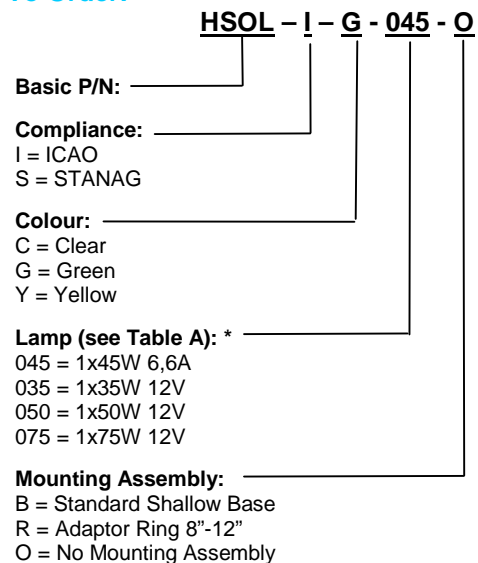 HSOL – I – G - 045 - O
Basic P/N:
Compliance:
I = ICAO
S = STANAG
Colour:
C = Clear
G = Green
Y = Yellow
Lamp (see Table A): *
045 = 1x45W 6,6A
035 = 1x35W 12V
050 = 1x50W 12V
075 = 1x75W 12V
Mounting Assembly:
B = Standard Shallow Base
R = Adaptor Ring 8”-12”
O = No Mounting Assembly